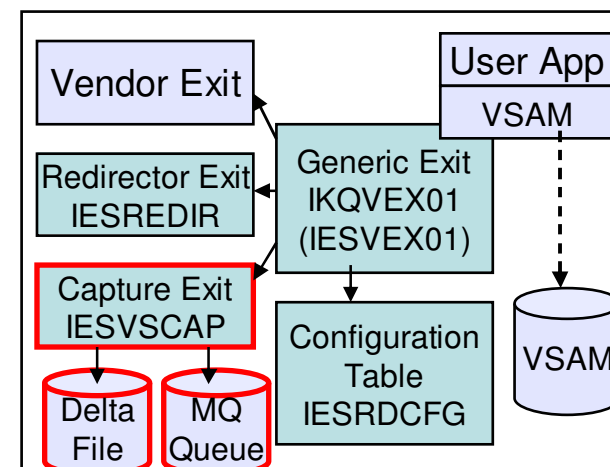 Vendor Exit
User App
VSAM
Redirector Exit
IESREDIR
Generic Exit
IKQVEX01
(IESVEX01)
Capture Exit
IESVSCAP
Configuration
Table
IESRDCFG
VSAM
Delta
File
MQ
Queue